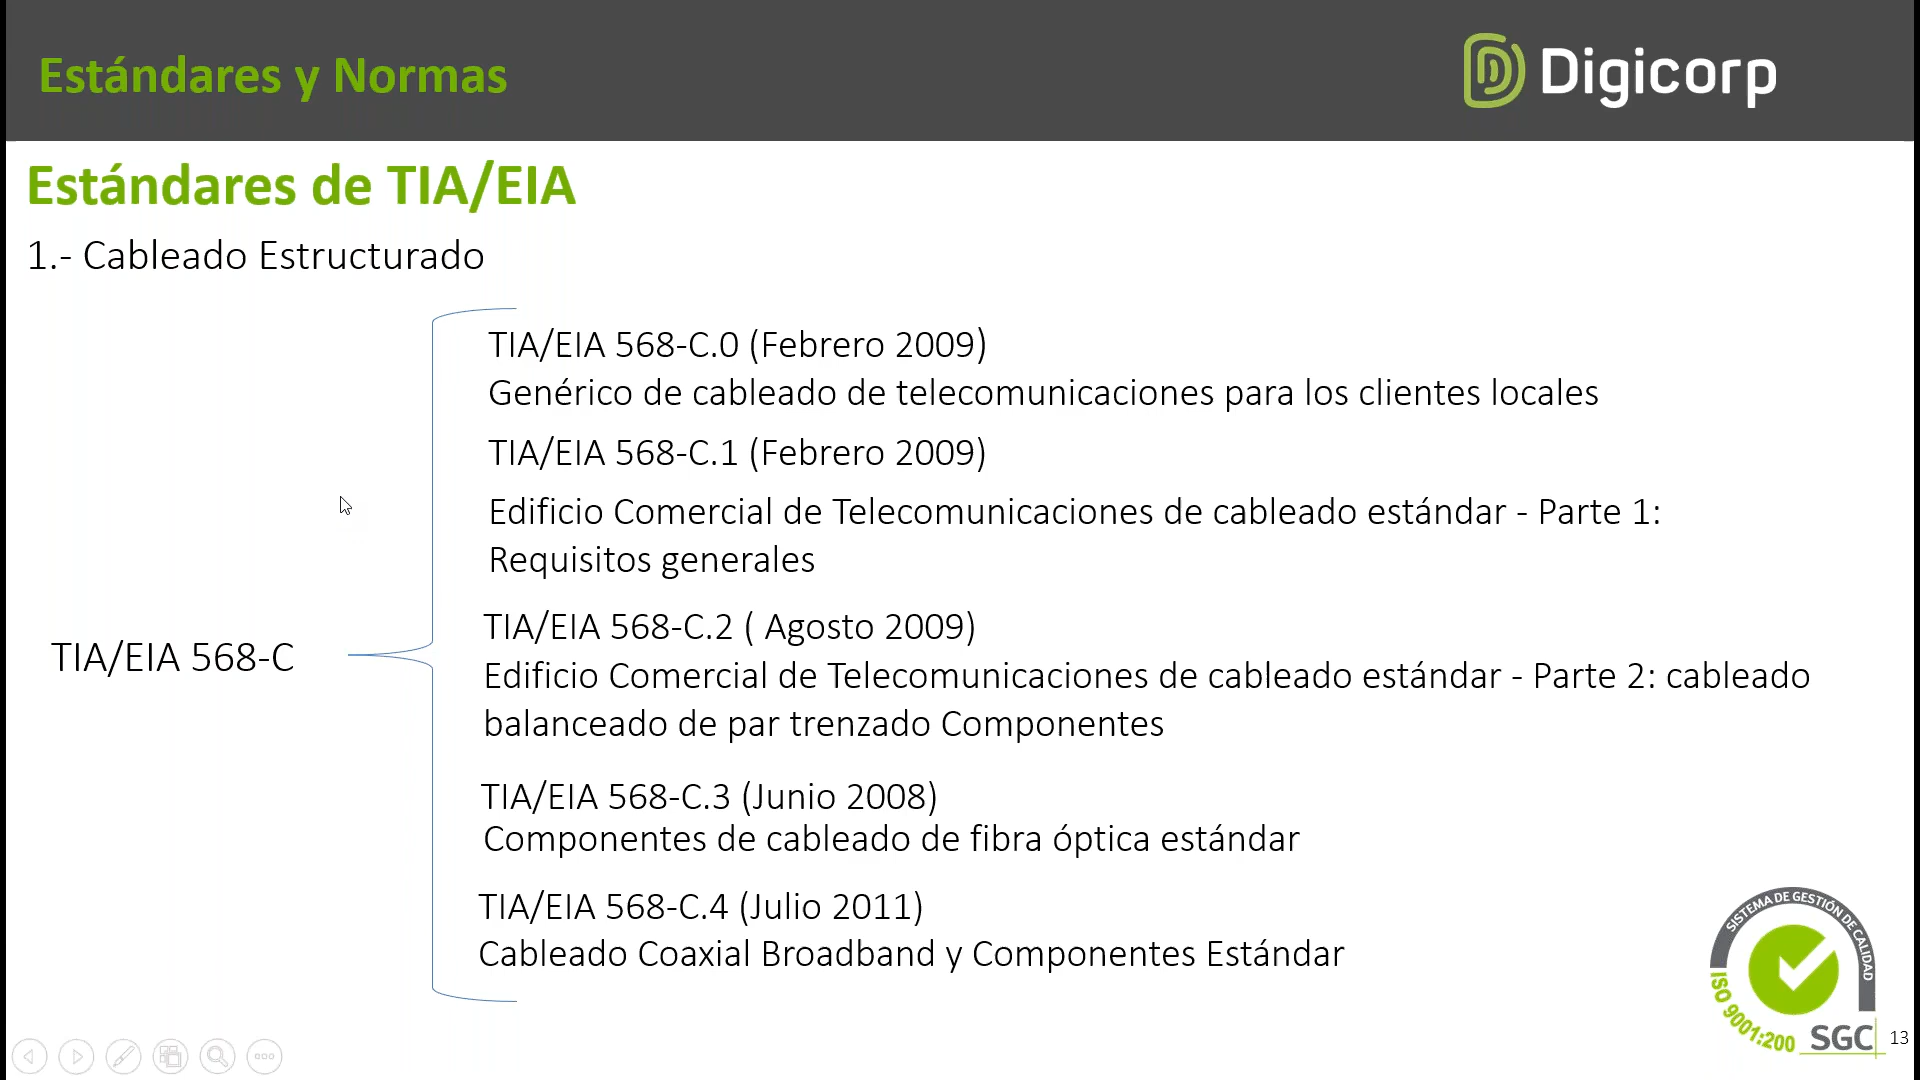 Estándares y Normas
Digicorp
Estándares de TIA/EIA
1.- Cableado Estructurado
TIA/EIA 568-C
TIA/EIA 568-C.0 (Febrero 2009)
Genérico de cableado de telecomunicaciones para los clientes locales
TIA/EIA 568-C.1 (Febrero 2009)
Edificio Comercial de Telecomunicaciones de cableado estándar - Parte 1:
Requisitos generales
TIA/EIA 568-C.2 ( Agosto 2009)
Edificio Comercial de Telecomunicaciones de cableado estándar - Parte 2: cableado
balanceado de par trenzado Componentes
TIA/EIA 568-C.3 (Junio 2008)
Componentes de cableado de fibra óptica estándar
TIA/EIA 568-C.4 (Julio 2011)
Cableado Coaxial Broadband y Componentes Estándar
SISTEMA DE GESTIÓN DE CALIDAD
ISO 9001:200
SGC
13